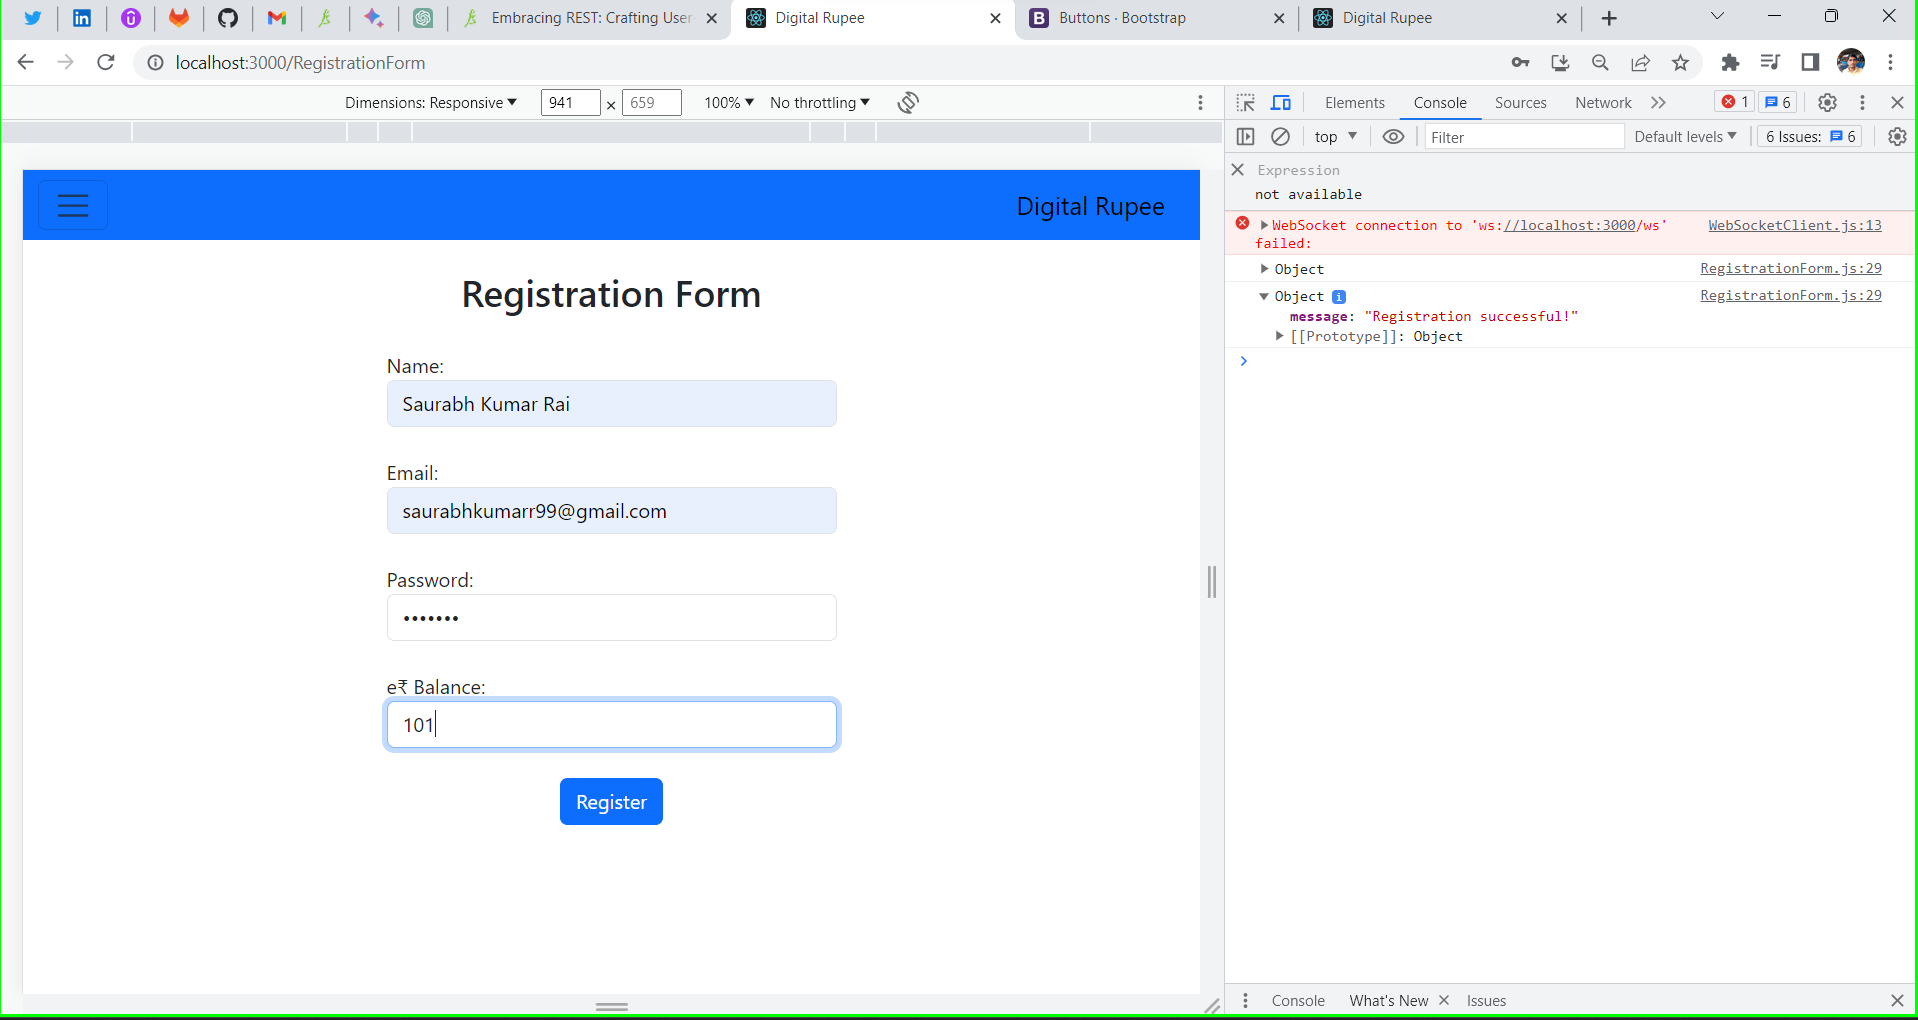 Embracing REST: Crafting User
Digital Rupee
Buttons · Bootstrap
Digital Rupee
localhost:3000/RegistrationForm
Dimensions: Responsive ▼ 941 × 659 100% ▼ No throttling ▼
Elements Console Sources Network 1 6
top ▼ Filter Default levels ▼ 6 Issues: 6
Expression
not available
WebSocket connection to 'ws://localhost:3000/ws' WebSocketClient.js:13
failed:
Object RegistrationForm.js:29
Object RegistrationForm.js:29
message: "Registration successful!"
[[Prototype]]: Object
Digital Rupee
Registration Form
Name:
Saurabh Kumar Rai
Email:
saurabhkumarr99@gmail.com
Password:
•••••••
e₹ Balance:
101
Register
Console What's New Issues